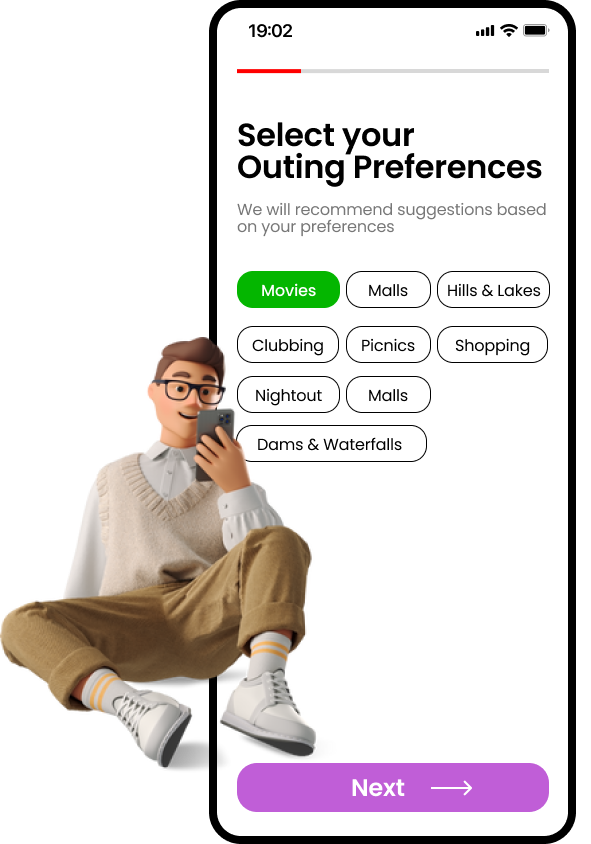 19:02
Select your
Outing Preferences
We will recommend suggestions based
on your preferences
Movies Malls Hills & Lakes
Clubbing Picnics Shopping
Nightout Malls
Dams & Waterfalls
Next